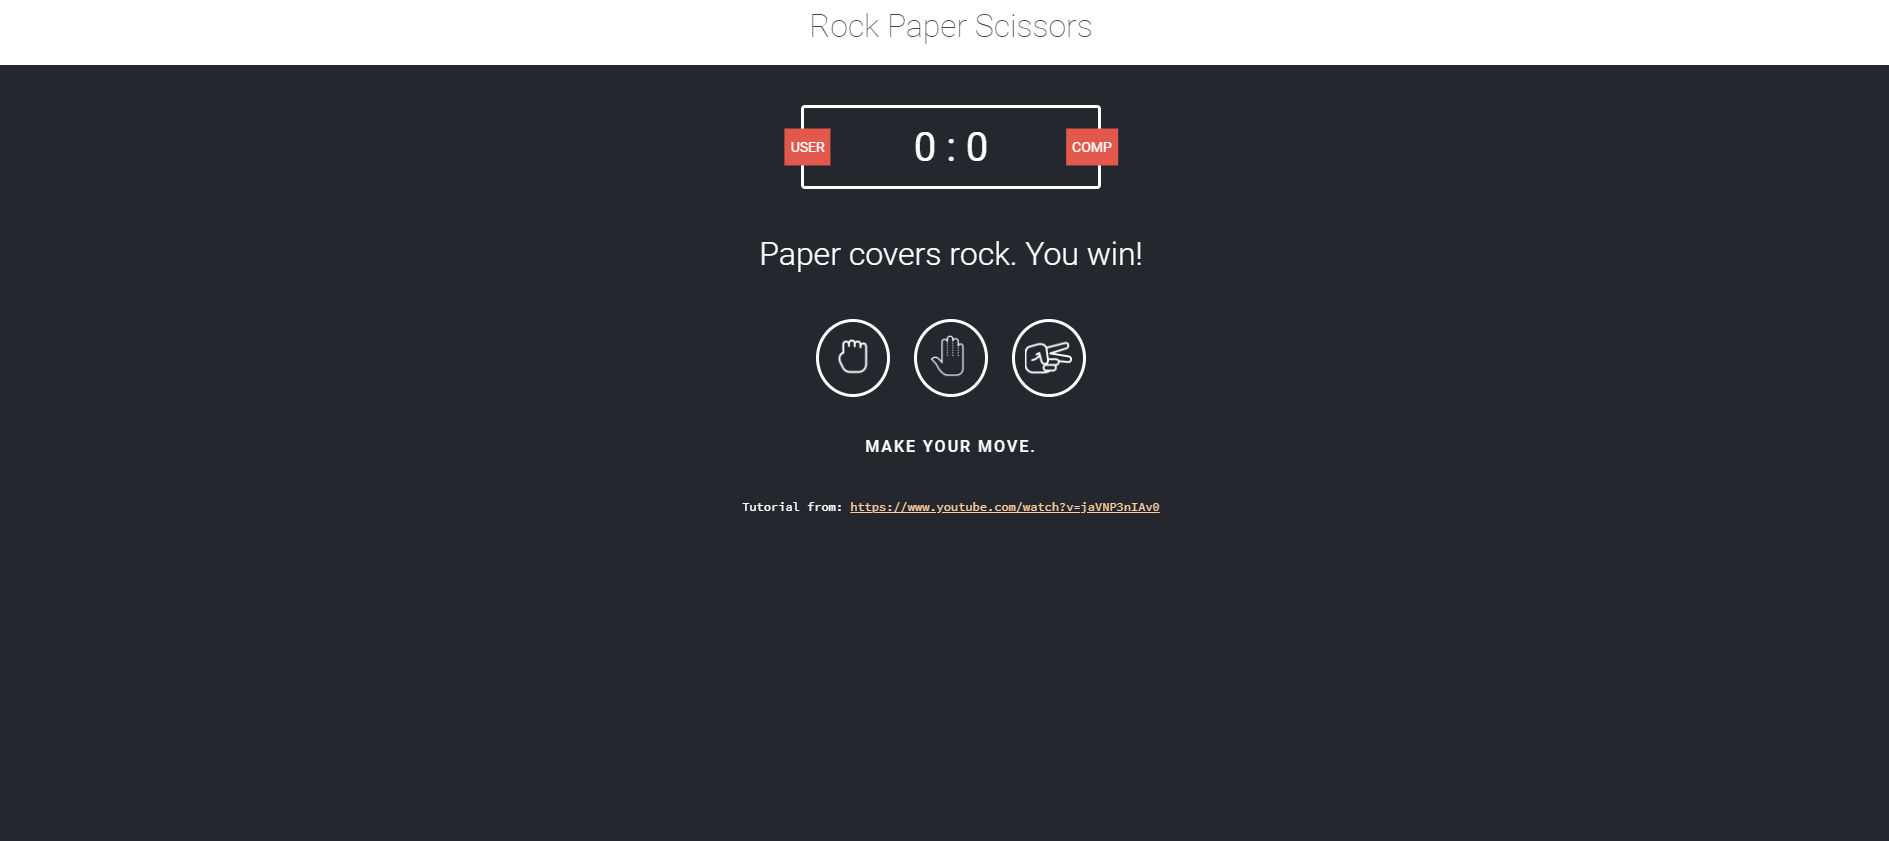 Rock Paper Scissors
USER 0 : 0 COMP
Paper covers rock. You win!
MAKE YOUR MOVE.
Tutorial from: https://www.youtube.com/watch?v=jaVNP3nIAv0